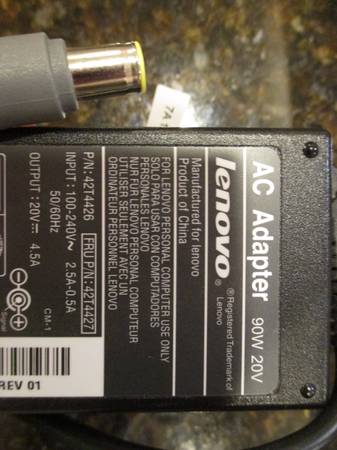 AC Adapter 90W 20V
lenovo®
®Registered Trademark of
Lenovo
Manufactured for lenovo
Product of China
FOR LENOVO PERSONAL COMPUTER USE ONLY
SOLO PARA USO CON COMPUTADORES
PERSONALES LENOVO
NUR FUR LENOVO PERSONAL COMPUTER
UTILISER SEULEMENT AVEC UN
ORDINATEUR PERSONNEL LENOVO
P/N: 42T4426 FRU P/N: 42T4427
INPUT : 100-240V~ 2.5A-0.5A
50/60Hz
OUTPUT : 20V 4.5A
CM-1
Signal
REV 01